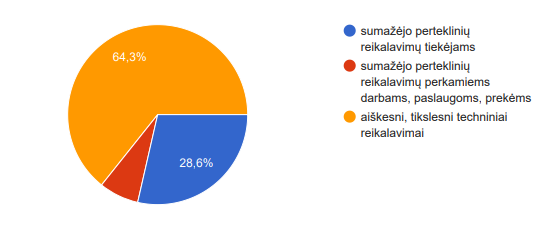 64,3%
28,6%
sumažėjo perteklinių
reikalavimų tiekėjams
sumažėjo perteklinių
reikalavimų perkamiems
darbams, paslaugoms, prekėms
aiškesni, tikslesni techniniai
reikalavimai